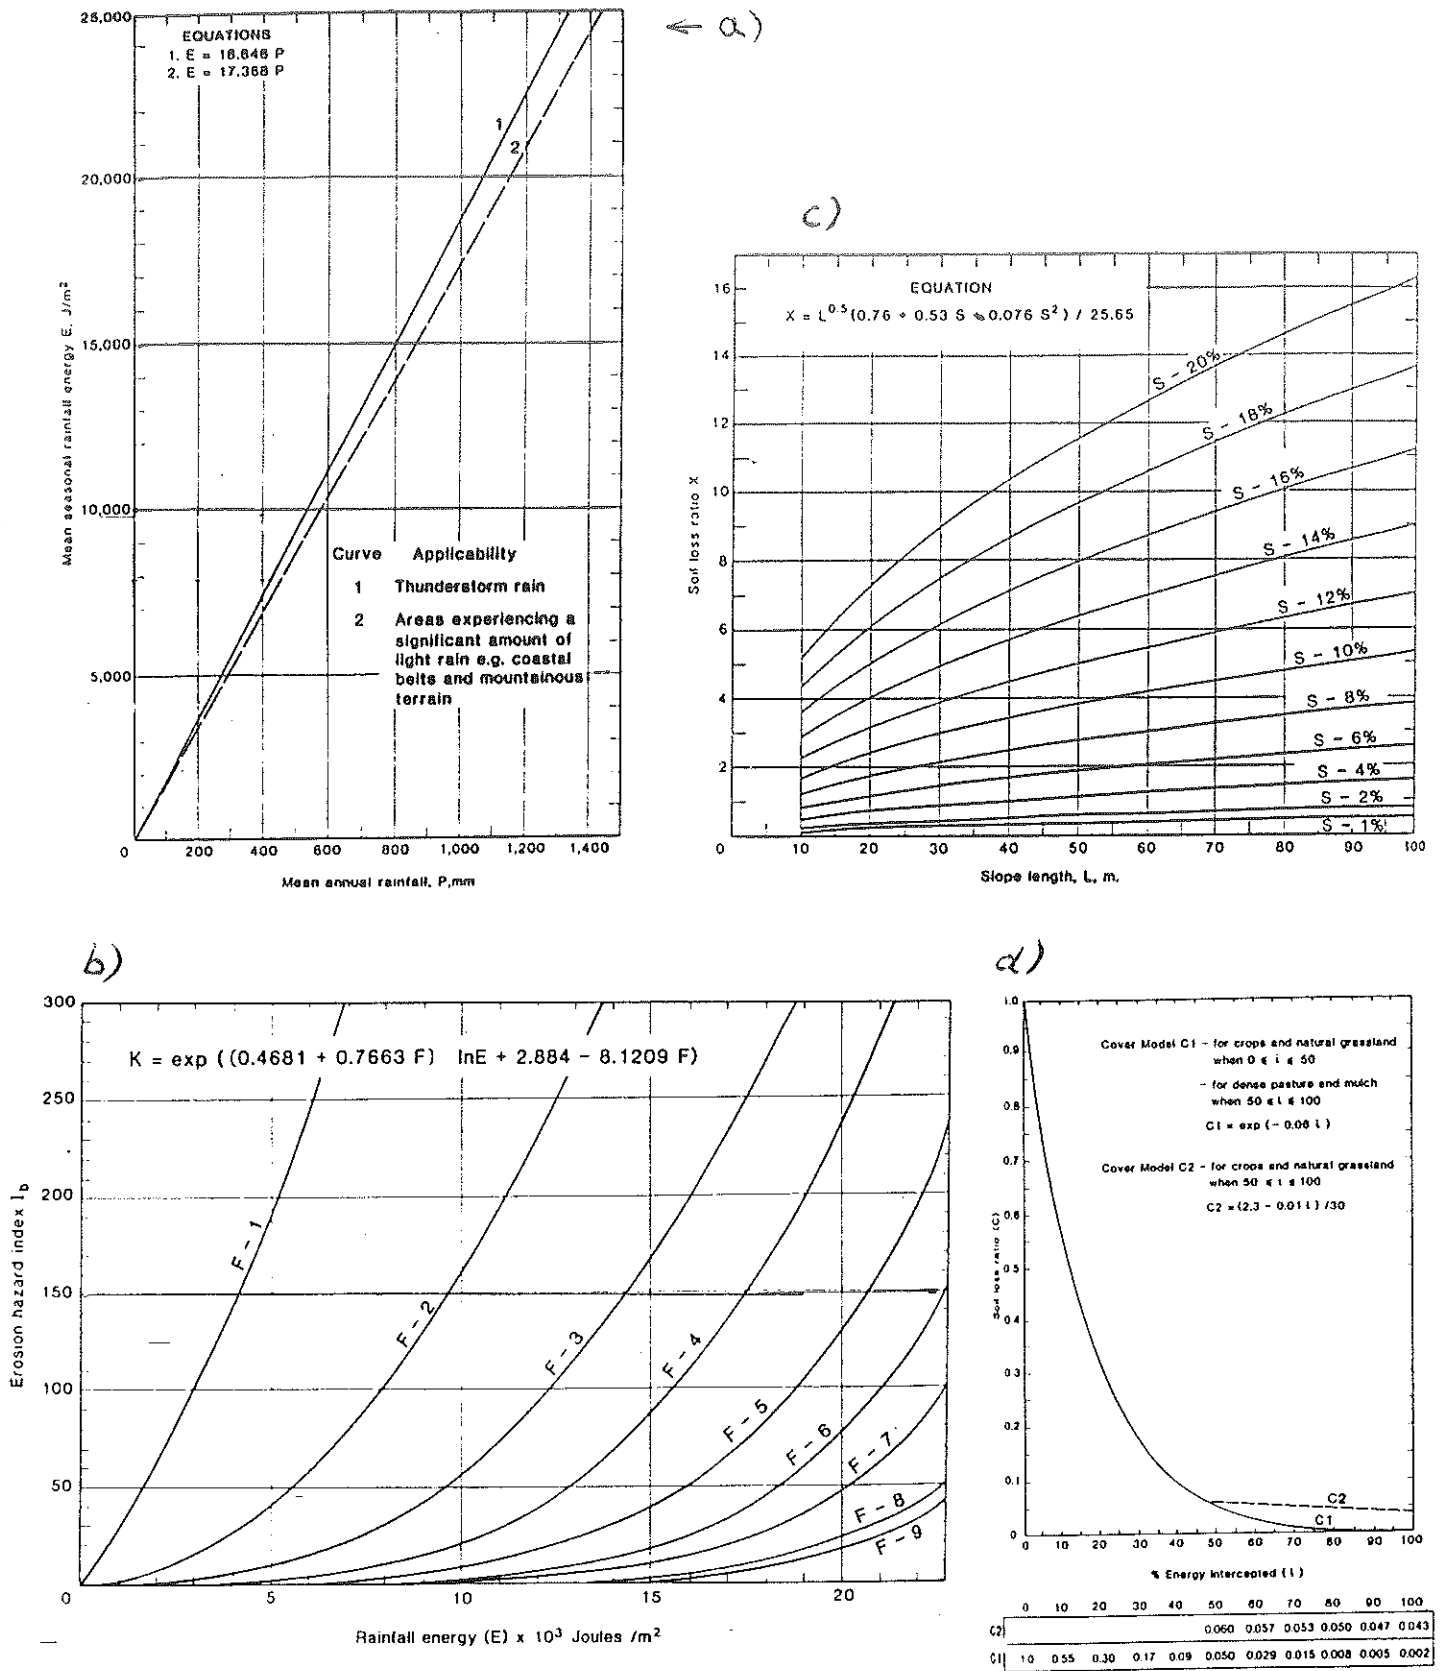 ← a)
25,000
EQUATIONS
1. E = 18.846 P
2. E = 17.368 P
1
2
20,000
15,000
10,000
5,000
Mean seasonal rainfall energy E, J/m²
Curve Applicability
1 Thunderstorm rain
2 Areas experiencing a
significant amount of
light rain e.g. coastal
belts and mountainous
terrain
0 200 400 600 800 1,000 1,200 1,400
Mean annual rainfall, P,mm
c)
EQUATION
X = L^0.5 (0.76 + 0.53 S + 0.076 S²) / 25.65
16
14
12
10
8
6
4
2
Soil loss ratio X
S - 20%
S - 18%
S - 16%
S - 14%
S - 12%
S - 10%
S - 8%
S - 6%
S - 4%
S - 2%
S - 1%
0 10 20 30 40 50 60 70 80 90 100
Slope length, L, m.
b)
K = exp ((0.4681 + 0.7663 F) lnE + 2.884 - 8.1209 F)
300
250
200
150
100
50
0
Erosion hazard index I_b
F - 1
F - 2
F - 3
F - 4
F - 5
F - 6
F - 7
F - 8
F - 9
5 10 15 20
Rainfall energy (E) x 10³ Joules /m²
d)
1.0
0.9
0.8
0.7
0.6
0.5
0.4
0.3
0.2
0.1
0
Soil loss ratio (C)
Cover Model C1 - for crops and natural grassland
when 0 ≤ i ≤ 50
- for dense pasture and mulch
when 50 ≤ i ≤ 100
C1 = exp (- 0.06 i)
Cover Model C2 - for crops and natural grassland
when 50 ≤ i ≤ 100
C2 = (2.3 - 0.01 i) /30
C2
C1
0 10 20 30 40 50 60 70 80 90 100
% Energy Intercepted (i)
0 10 20 30 40 50 60 70 80 90 100
C2 0.060 0.057 0.053 0.050 0.047 0.043
C1 1.0 0.55 0.30 0.17 0.09 0.050 0.029 0.015 0.008 0.005 0.002